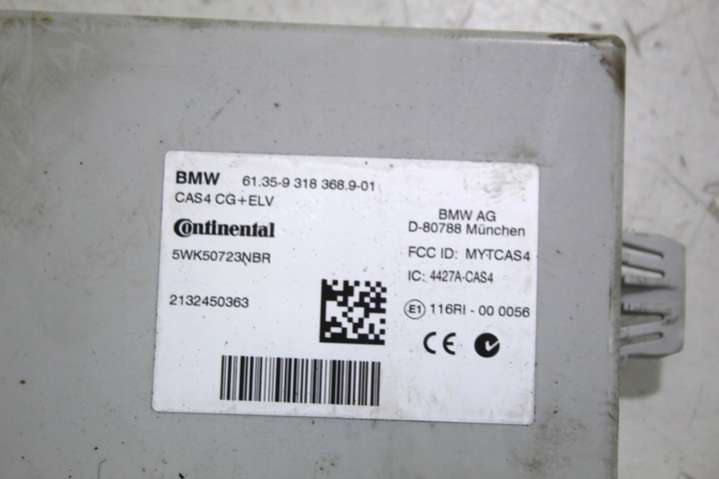 BMW 61.35-9 318 368.9-01
CAS4 CG+ELV
Continental
5WK50723NBR
2132450363
BMW AG
D-80788 München
FCC ID: MYTCAS4
IC: 4427A-CAS4
E1 116RI - 00 0056
CE